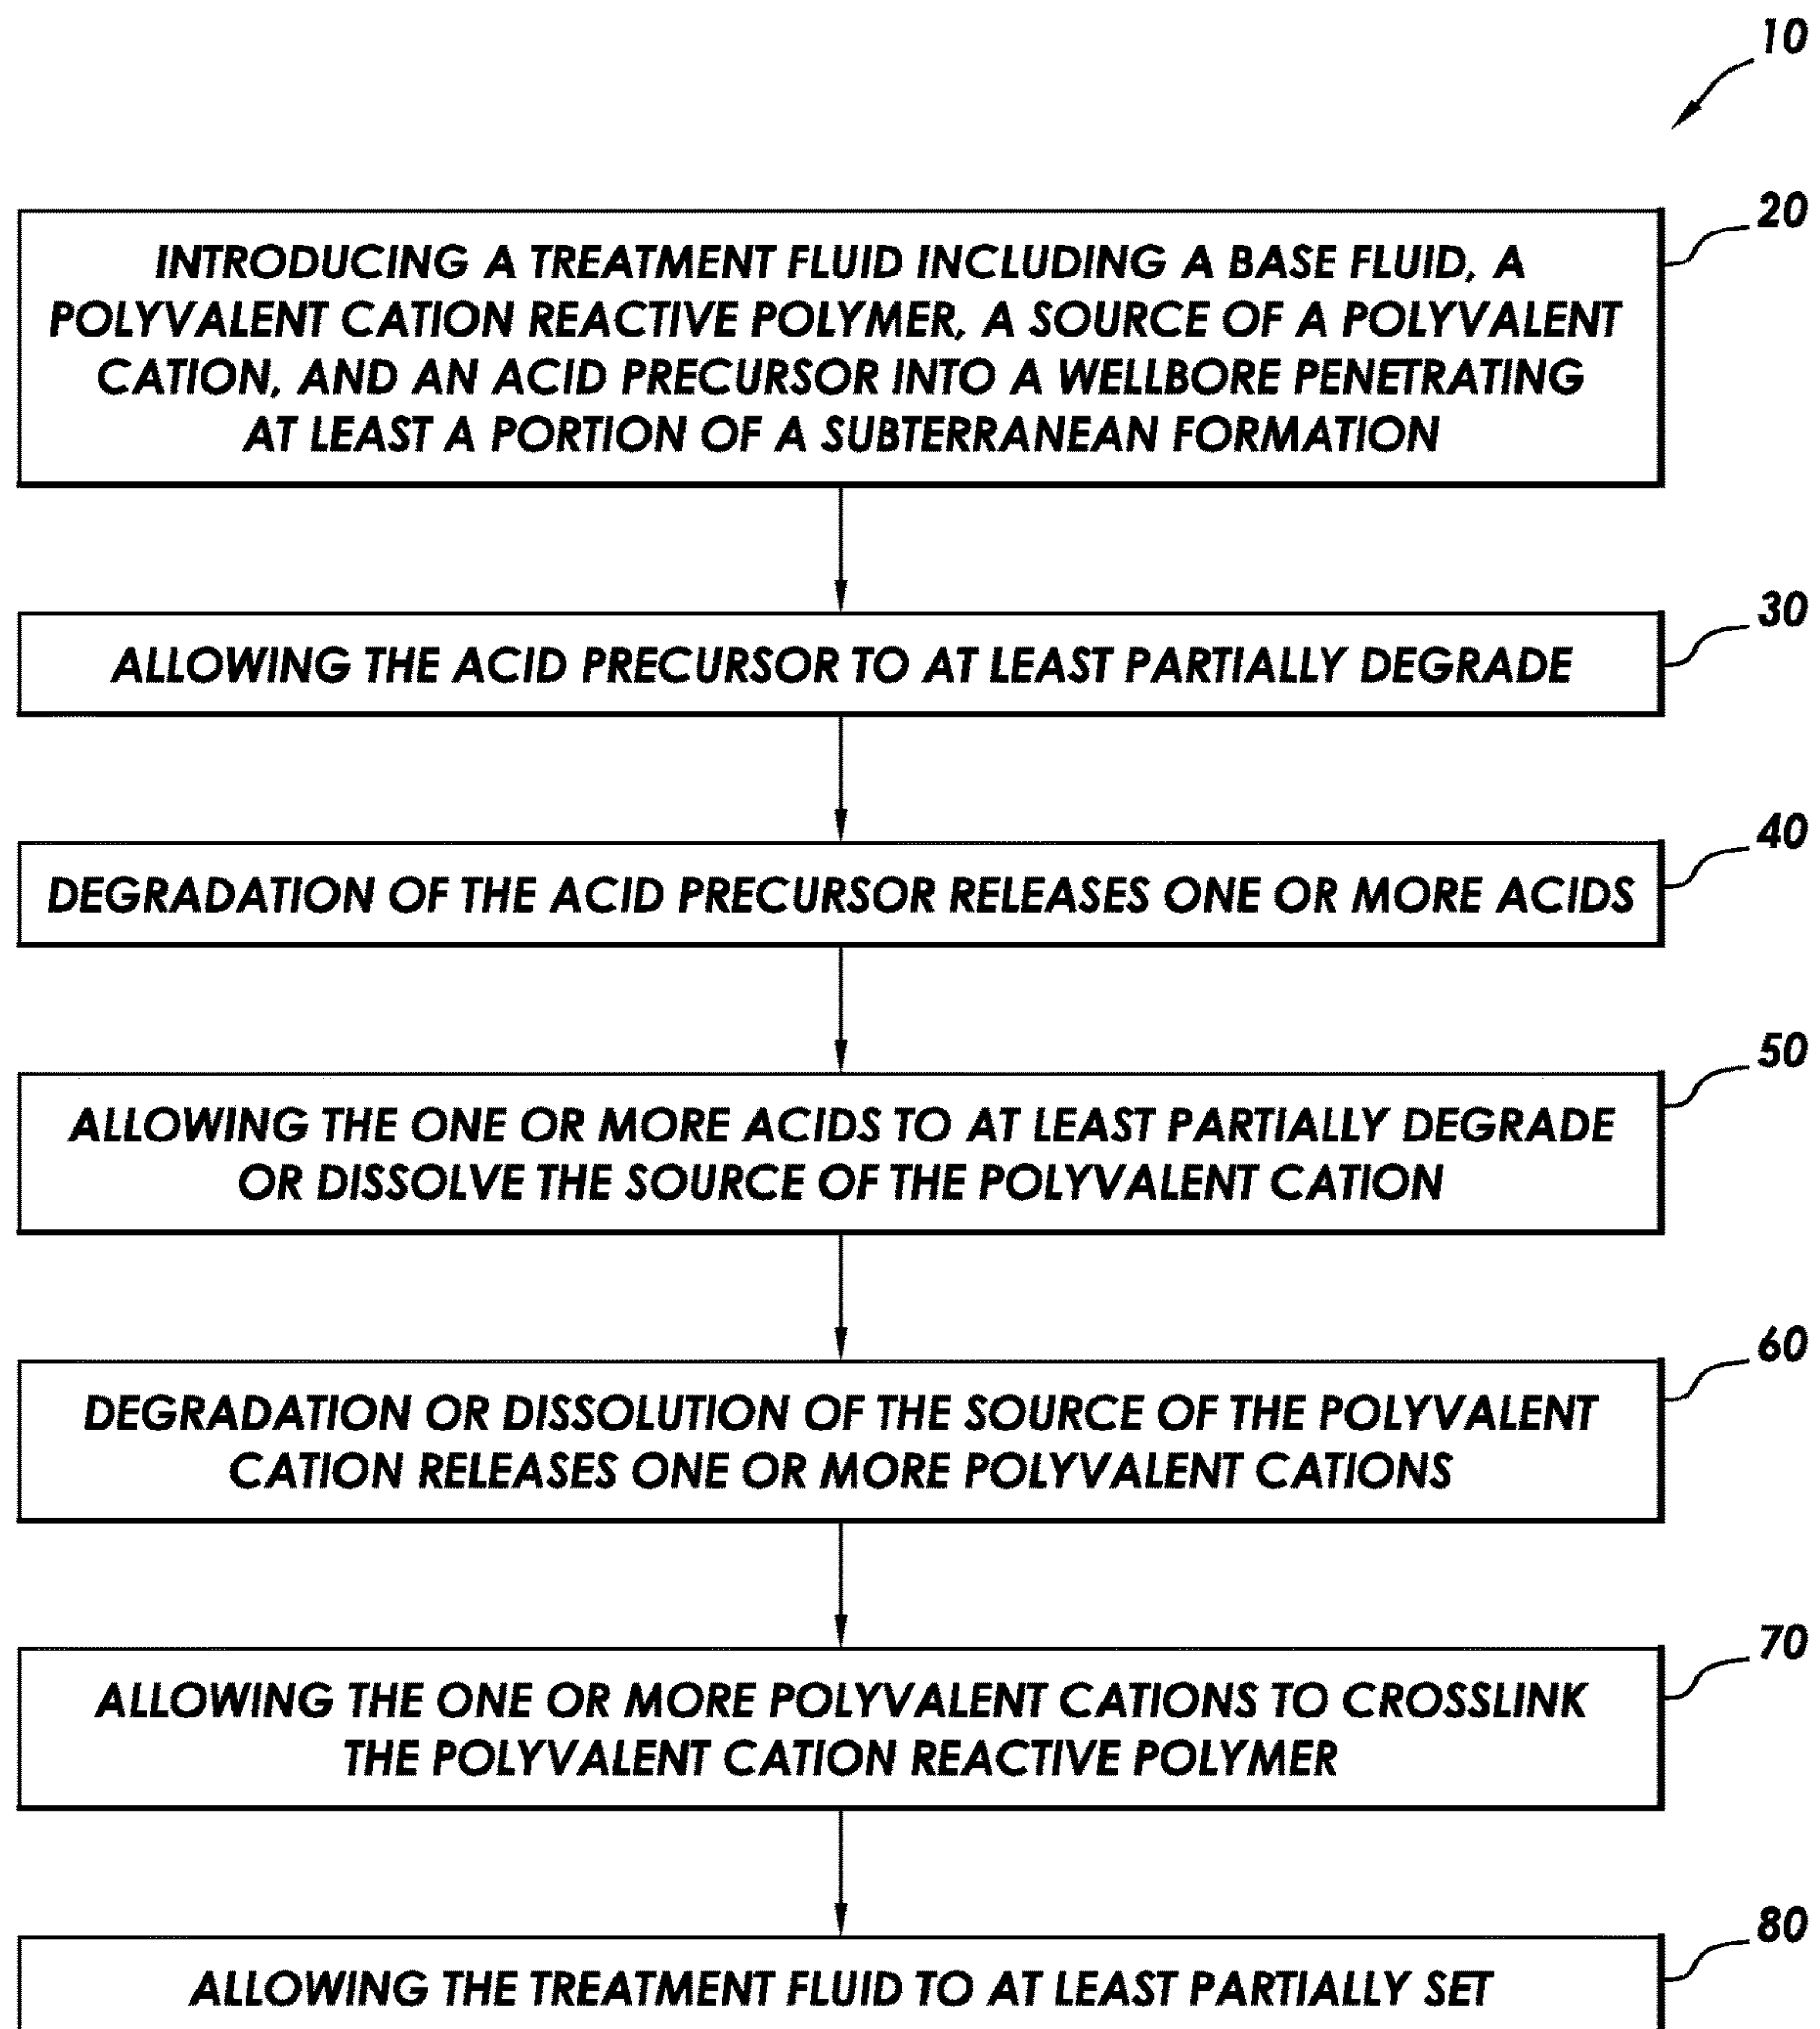 10
20
INTRODUCING A TREATMENT FLUID INCLUDING A BASE FLUID, A
POLYVALENT CATION REACTIVE POLYMER, A SOURCE OF A POLYVALENT
CATION, AND AN ACID PRECURSOR INTO A WELLBORE PENETRATING
AT LEAST A PORTION OF A SUBTERRANEAN FORMATION
30
ALLOWING THE ACID PRECURSOR TO AT LEAST PARTIALLY DEGRADE
40
DEGRADATION OF THE ACID PRECURSOR RELEASES ONE OR MORE ACIDS
50
ALLOWING THE ONE OR MORE ACIDS TO AT LEAST PARTIALLY DEGRADE
OR DISSOLVE THE SOURCE OF THE POLYVALENT CATION
60
DEGRADATION OR DISSOLUTION OF THE SOURCE OF THE POLYVALENT
CATION RELEASES ONE OR MORE POLYVALENT CATIONS
70
ALLOWING THE ONE OR MORE POLYVALENT CATIONS TO CROSSLINK
THE POLYVALENT CATION REACTIVE POLYMER
80
ALLOWING THE TREATMENT FLUID TO AT LEAST PARTIALLY SET